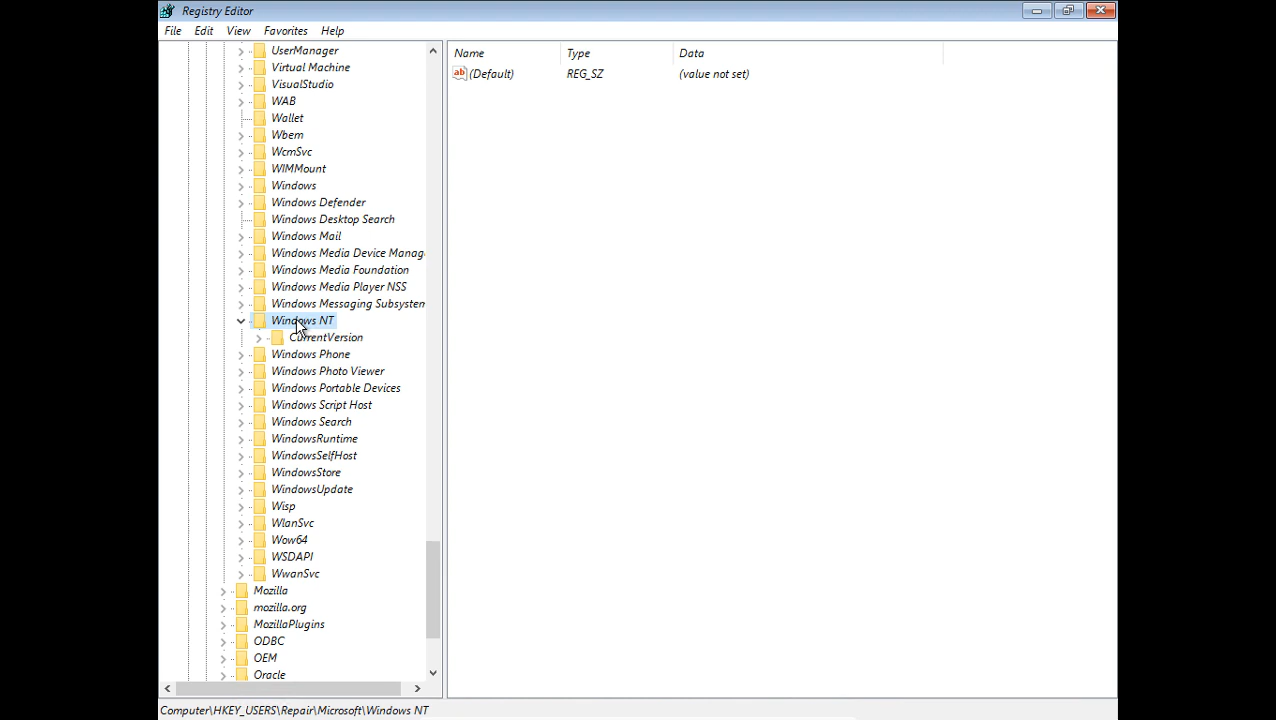 Registry Editor
File Edit View Favorites Help
UserManager
Virtual Machine
VisualStudio
WAB
Wallet
Wbem
WcmSvc
WIMMount
Windows
Windows Defender
Windows Desktop Search
Windows Mail
Windows Media Device Manag
Windows Media Foundation
Windows Media Player NSS
Windows Messaging Subsystem
Windows NT
CurrentVersion
Windows Phone
Windows Photo Viewer
Windows Portable Devices
Windows Script Host
Windows Search
WindowsRuntime
WindowsSelfHost
WindowsStore
WindowsUpdate
Wisp
WlanSvc
Wow64
WSDAPI
WwanSvc
Mozilla
mozilla.org
MozillaPlugins
ODBC
OEM
Oracle
Name Type Data
ab (Default) REG_SZ (value not set)
Computer\HKEY_USERS\Repair\Microsoft\Windows NT